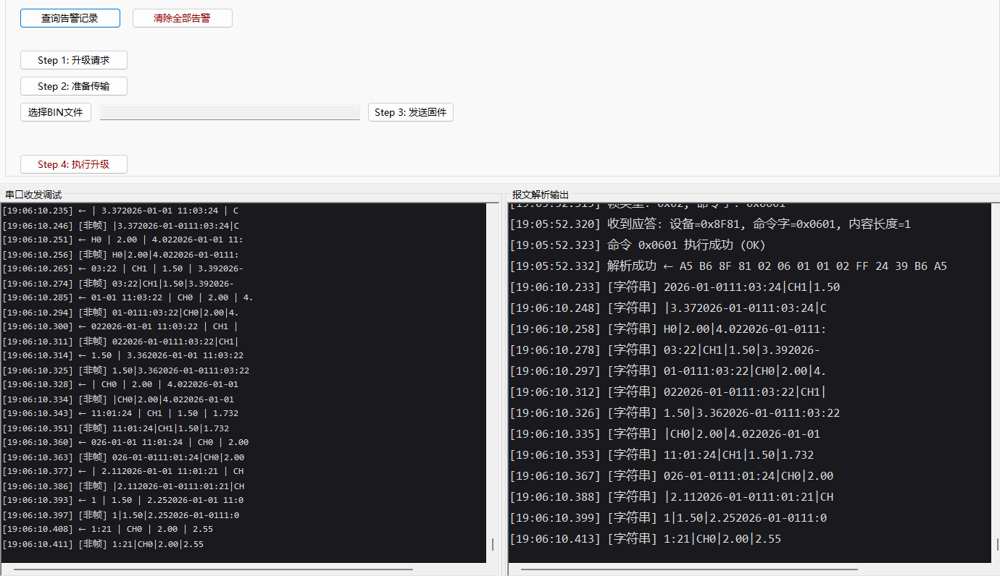 查询告警记录
清除全部告警
Step 1: 升级请求
Step 2: 准备传输
选择BIN文件
Step 3: 发送固件
Step 4: 执行升级
串口收发调试
[19:06:10.235] ← | 3.372026-01-01 11:03:24 | C
[19:06:10.246] [非帧] |3.372026-01-0111:03:24|C
[19:06:10.251] ← H0 | 2.00 | 4.022026-01-01 11:
[19:06:10.256] [非帧] H0|2.00|4.022026-01-0111:
[19:06:10.265] ← 03:22 | CH1 | 1.50 | 3.392026-
[19:06:10.274] [非帧] 03:22|CH1|1.50|3.392026-
[19:06:10.285] ← 01-01 11:03:22 | CH0 | 2.00 | 4.
[19:06:10.294] [非帧] 01-0111:03:22|CH0|2.00|4.
[19:06:10.300] ← 022026-01-01 11:03:22 | CH1 |
[19:06:10.311] [非帧] 022026-01-0111:03:22|CH1|
[19:06:10.314] ← 1.50 | 3.362026-01-01 11:03:22
[19:06:10.325] [非帧] 1.50|3.362026-01-0111:03:22
[19:06:10.328] ← | CH0 | 2.00 | 4.022026-01-01
[19:06:10.334] [非帧] |CH0|2.00|4.022026-01-01
[19:06:10.343] ← 11:01:24 | CH1 | 1.50 | 1.732
[19:06:10.351] [非帧] 11:01:24|CH1|1.50|1.732
[19:06:10.360] ← 026-01-01 11:01:24 | CH0 | 2.00
[19:06:10.363] [非帧] 026-01-0111:01:24|CH0|2.00
[19:06:10.377] ← | 2.112026-01-01 11:01:21 | CH
[19:06:10.386] [非帧] |2.112026-01-0111:01:21|CH
[19:06:10.393] ← 1 | 1.50 | 2.252026-01-01 11:0
[19:06:10.397] [非帧] 1|1.50|2.252026-01-0111:0
[19:06:10.408] ← 1:21 | CH0 | 2.00 | 2.55
[19:06:10.411] [非帧] 1:21|CH0|2.00|2.55
报文解析输出
[19:05:52.320] 收到应答: 设备=0x8F81, 命令字=0x0601, 内容长度=1
[19:05:52.323] 命令 0x0601 执行成功 (OK)
[19:05:52.332] 解析成功 ← A5 B6 8F 81 02 06 01 01 02 FF 24 39 B6 A5
[19:06:10.233] [字符串] 2026-01-0111:03:24|CH1|1.50
[19:06:10.248] [字符串] |3.372026-01-0111:03:24|C
[19:06:10.258] [字符串] H0|2.00|4.022026-01-0111:
[19:06:10.278] [字符串] 03:22|CH1|1.50|3.392026-
[19:06:10.297] [字符串] 01-0111:03:22|CH0|2.00|4.
[19:06:10.312] [字符串] 022026-01-0111:03:22|CH1|
[19:06:10.326] [字符串] 1.50|3.362026-01-0111:03:22
[19:06:10.335] [字符串] |CH0|2.00|4.022026-01-01
[19:06:10.353] [字符串] 11:01:24|CH1|1.50|1.732
[19:06:10.367] [字符串] 026-01-0111:01:24|CH0|2.00
[19:06:10.388] [字符串] |2.112026-01-0111:01:21|CH
[19:06:10.399] [字符串] 1|1.50|2.252026-01-0111:0
[19:06:10.413] [字符串] 1:21|CH0|2.00|2.55